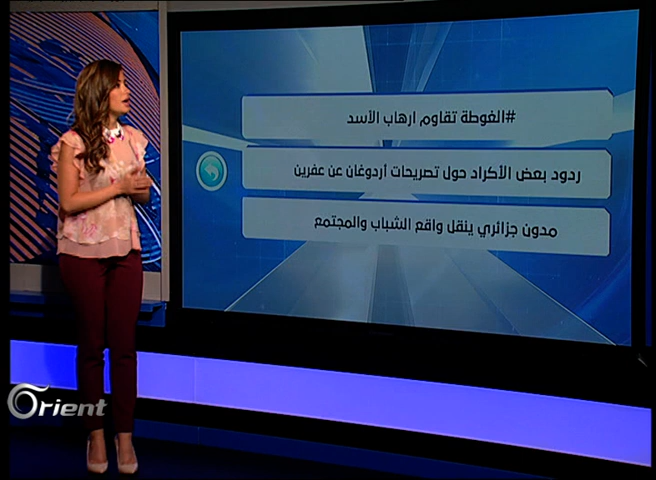 #الغوطة تقاوم ارهاب الأسد
ردود بعض الأكراد حول تصريحات أردوغان عن عفرين
مدون جزائري ينقل واقع الشباب والمجتمع
Orient